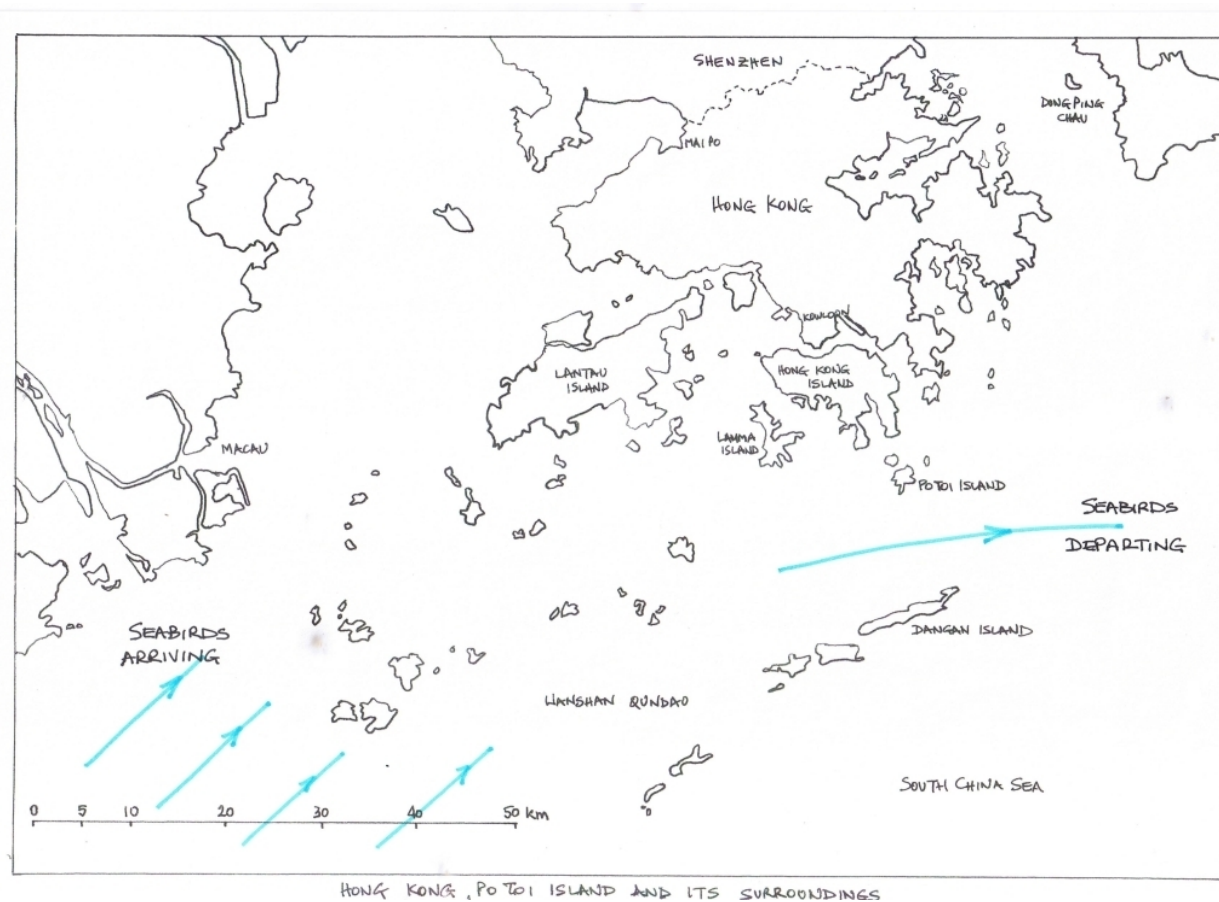 SHENZHEN
DONGPING
CHAU
MAI PO
HONG KONG
KOWLOON
LANTAU
ISLAND
HONG KONG
ISLAND
LAMMA
ISLAND
MACAU
PO TOI ISLAND
SEABIRDS
DEPARTING
SEABIRDS
ARRIVING
DANGAN ISLAND
WANSHAN QUNDAO
SOUTH CHINA SEA
0 5 10 20 30 40 50 km
HONG KONG, PO TOI ISLAND AND ITS SURROUNDINGS